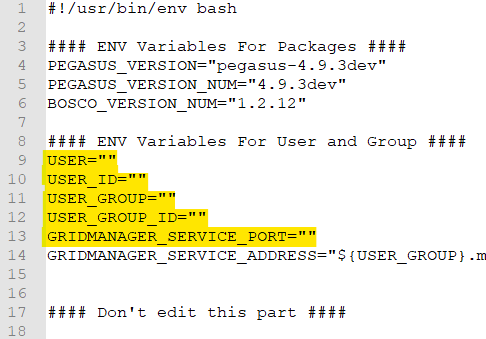 1 #!/usr/bin/env bash
2
3 #### ENV Variables For Packages ####
4 PEGASUS_VERSION="pegasus-4.9.3dev"
5 PEGASUS_VERSION_NUM="4.9.3dev"
6 BOSCO_VERSION_NUM="1.2.12"
7
8 #### ENV Variables For User and Group ####
9 USER=""
10 USER_ID=""
11 USER_GROUP=""
12 USER_GROUP_ID=""
13 GRIDMANAGER_SERVICE_PORT=""
14 GRIDMANAGER_SERVICE_ADDRESS="${USER_GROUP}.m
15
16
17 #### Don't edit this part ####
18